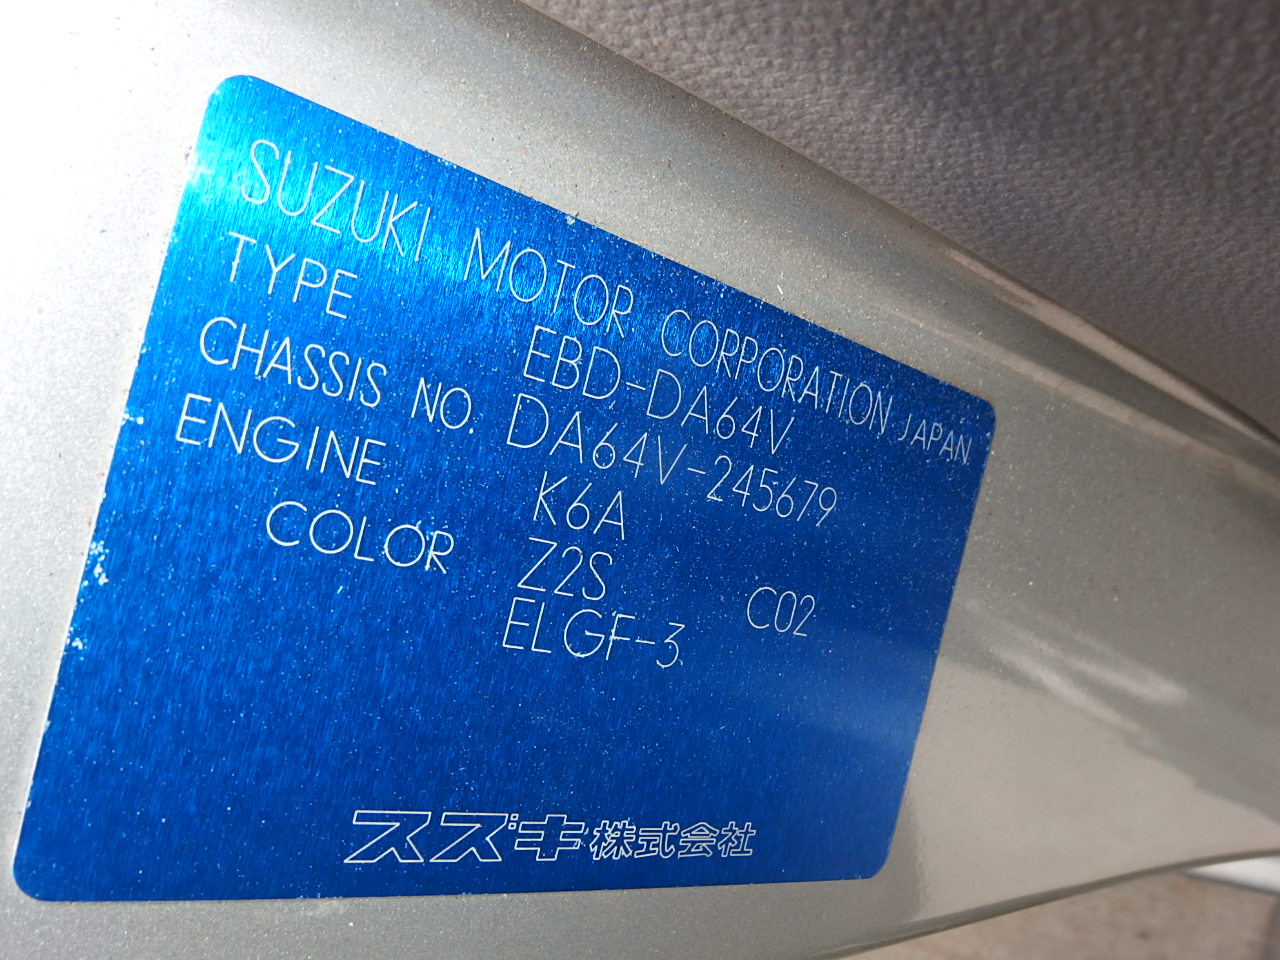 SUZUKI MOTOR CORPORATION JAPAN
TYPE EBD-DA64V
CHASSIS NO. DA64V-245679
ENGINE K6A
COLOR Z2S C02
ELGF-3
スズキ株式会社